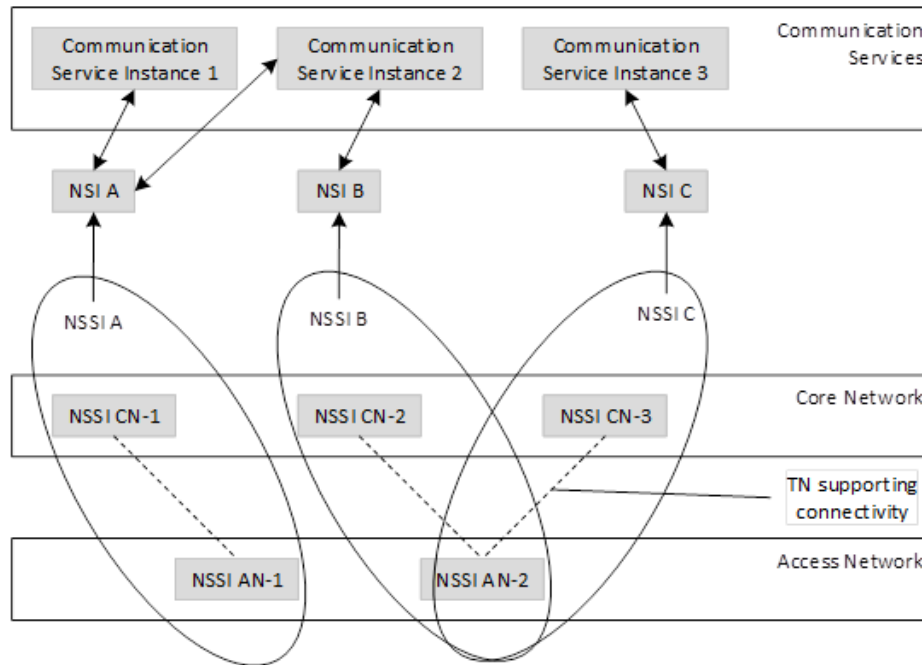 Communication
Service Instance 1
Communication
Service Instance 2
Communication
Service Instance 3
Communication
Services
NSI A
NSI B
NSI C
NSSI A
NSSI B
NSSI C
Core Network
NSSI CN-1
NSSI CN-2
NSSI CN-3
TN supporting
connectivity
Access Network
NSSI AN-1
NSSI AN-2